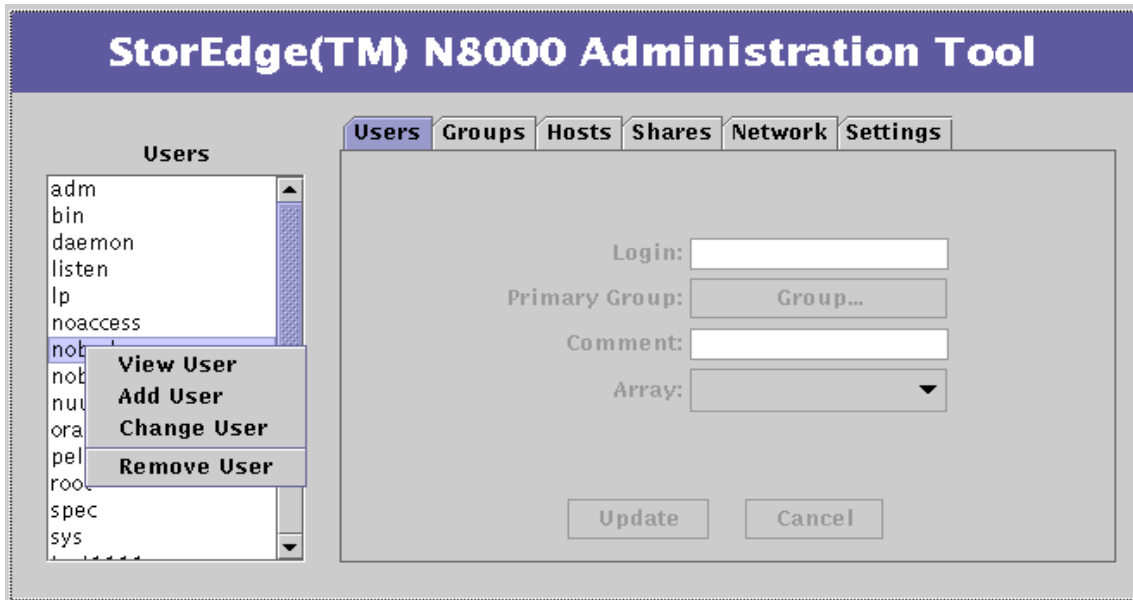 StorEdge(TM) N8000 Administration Tool
Users Groups Hosts Shares Network Settings
Users
adm
bin
daemon
listen
lp
noaccess
View User
Add User
Change User
Remove User
root
spec
sys
Login:
Primary Group: Group...
Comment:
Array:
Update Cancel